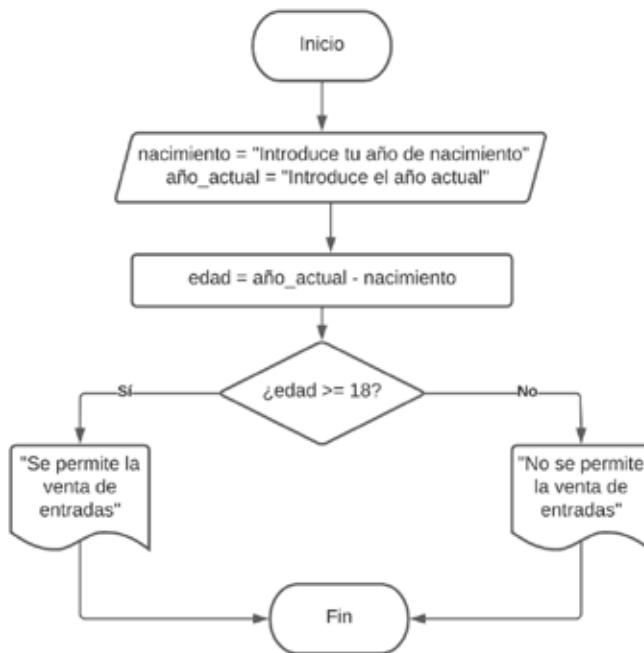 Inicio
nacimiento = "Introduce tu año de nacimiento"
año_actual = "Introduce el año actual"
edad = año_actual - nacimiento
¿edad >= 18?
Sí
No
"Se permite la
venta de
entradas"
"No se permite
la venta de
entradas"
Fin